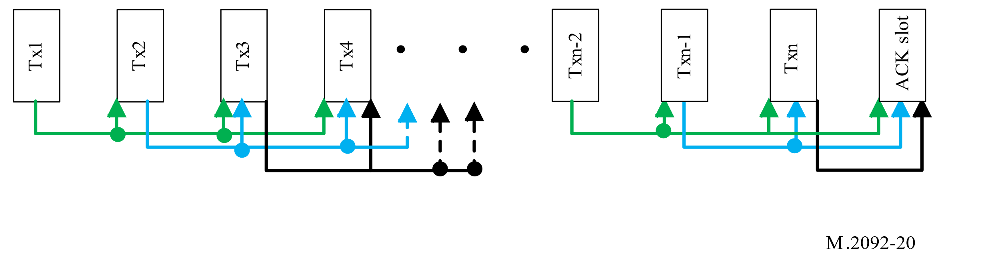 Tx1
Tx2
Tx3
Tx4
Txn-2
Txn-1
Txn
ACK slot
M.2092-20